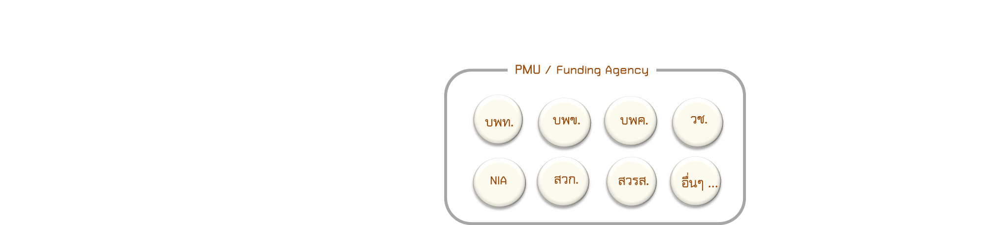 PMU / Funding Agency
บพท.
บพข.
บพค.
วช.
NIA
สวก.
สวรส.
อื่นๆ ...